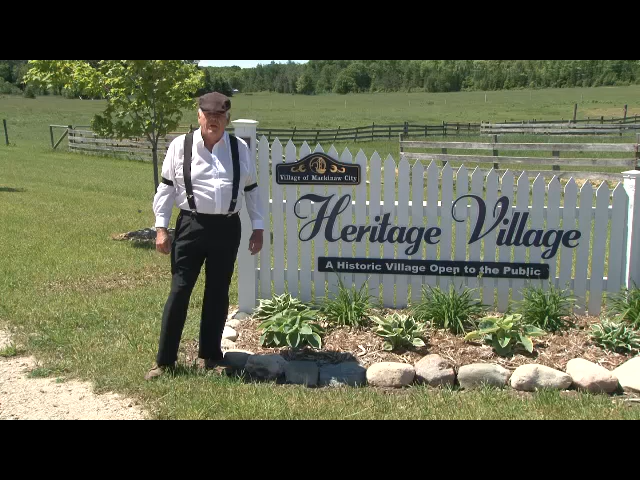 Village of Mackinaw City
Heritage Village
A Historic Village Open to the Public